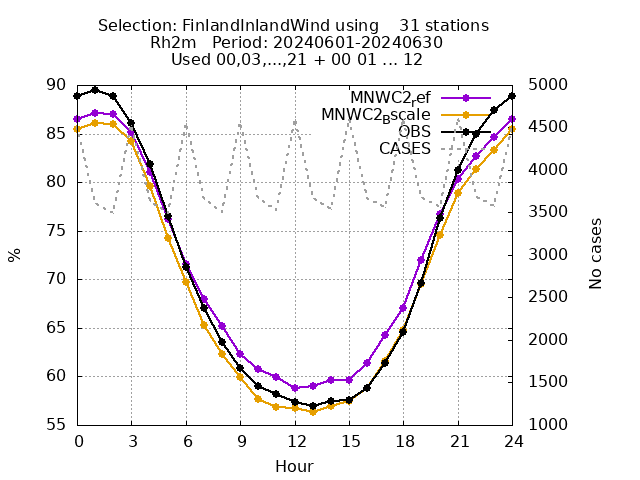 Selection: FinlandInlandWind using    31 stations
Rh2m   Period: 20240601-20240630
Used 00,03,...,21 + 00 01 ... 12
MNWC2ref
MNWC2Bscale
OBS
CASES
90
85
80
75
70
65
60
55
5000
4500
4000
3500
3000
2500
2000
1500
1000
%
No cases
0 3 6 9 12 15 18 21 24
Hour